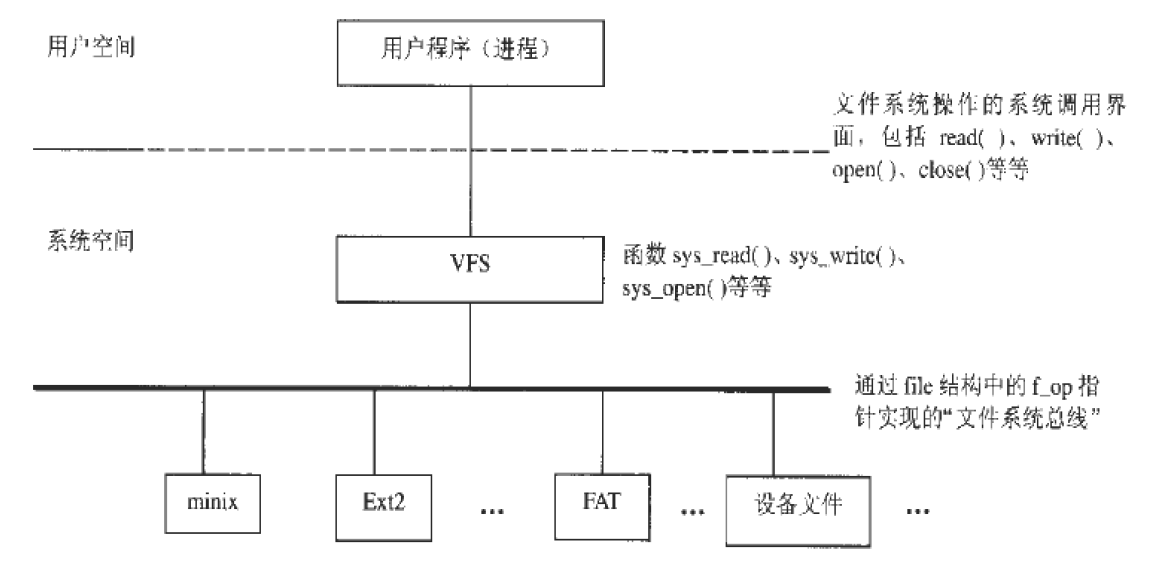 用户空间
用户程序（进程）
文件系统操作的系统调用界
面，包括 read( )、write( )、
open( )、close( )等等
系统空间
VFS
函数 sys_read( )、sys_write( )、
sys_open( )等等
通过 file 结构中的 f_op 指
针实现的“文件系统总线”
minix
Ext2
...
FAT
...
设备文件
...